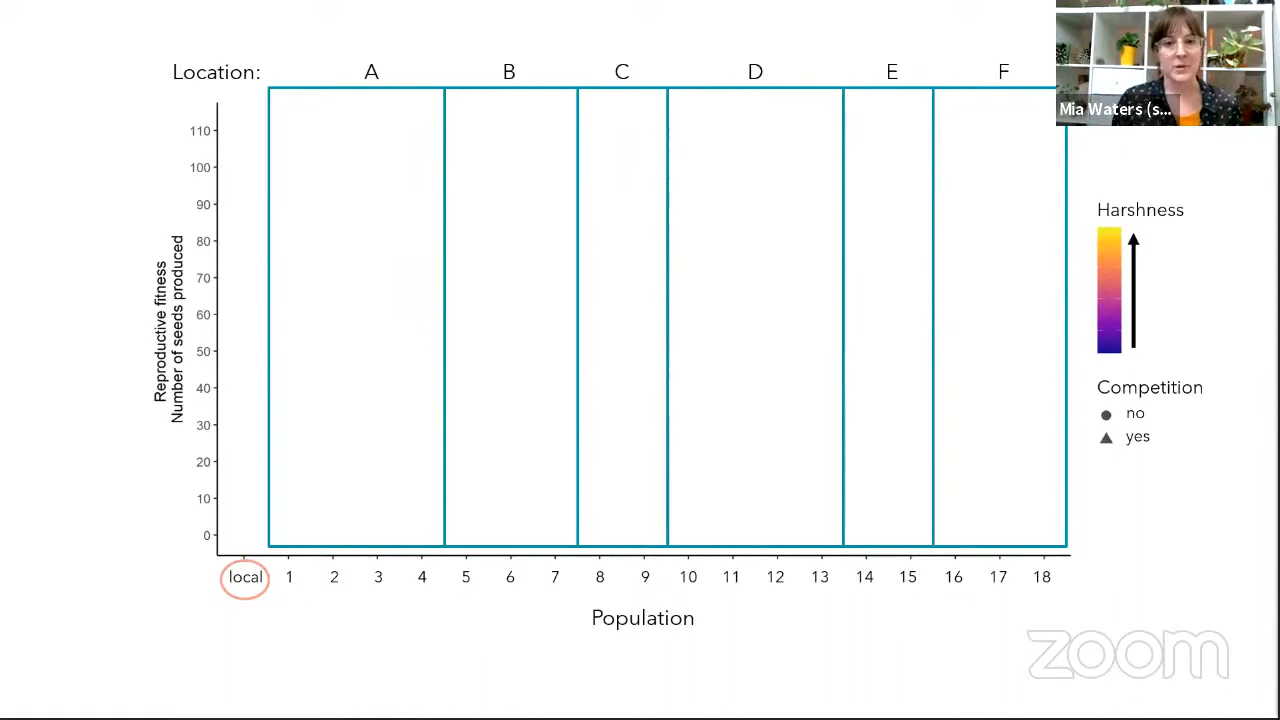 Location: A B C D E F
Mia Waters (s...
110
100
90
80
70
60
50
40
30
20
10
0
Reproductive fitness
Number of seeds produced
local 1 2 3 4 5 6 7 8 9 10 11 12 13 14 15 16 17 18
Population
Harshness
Competition
no
yes
zoom